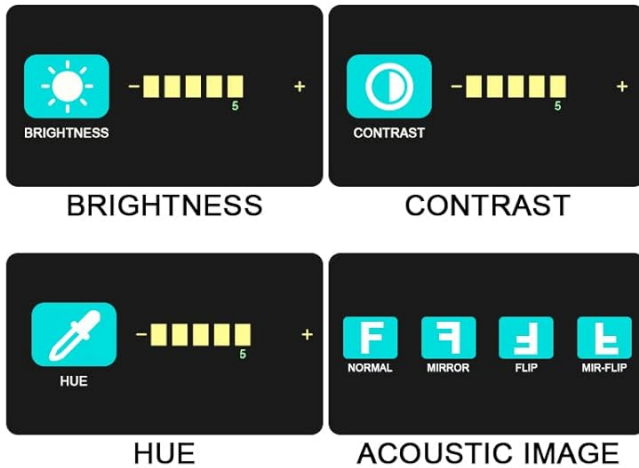 - +
5
BRIGHTNESS
BRIGHTNESS
- +
5
CONTRAST
CONTRAST
- +
5
HUE
HUE
F F F F
NORMAL MIRROR FLIP MIR-FLIP
ACOUSTIC IMAGE